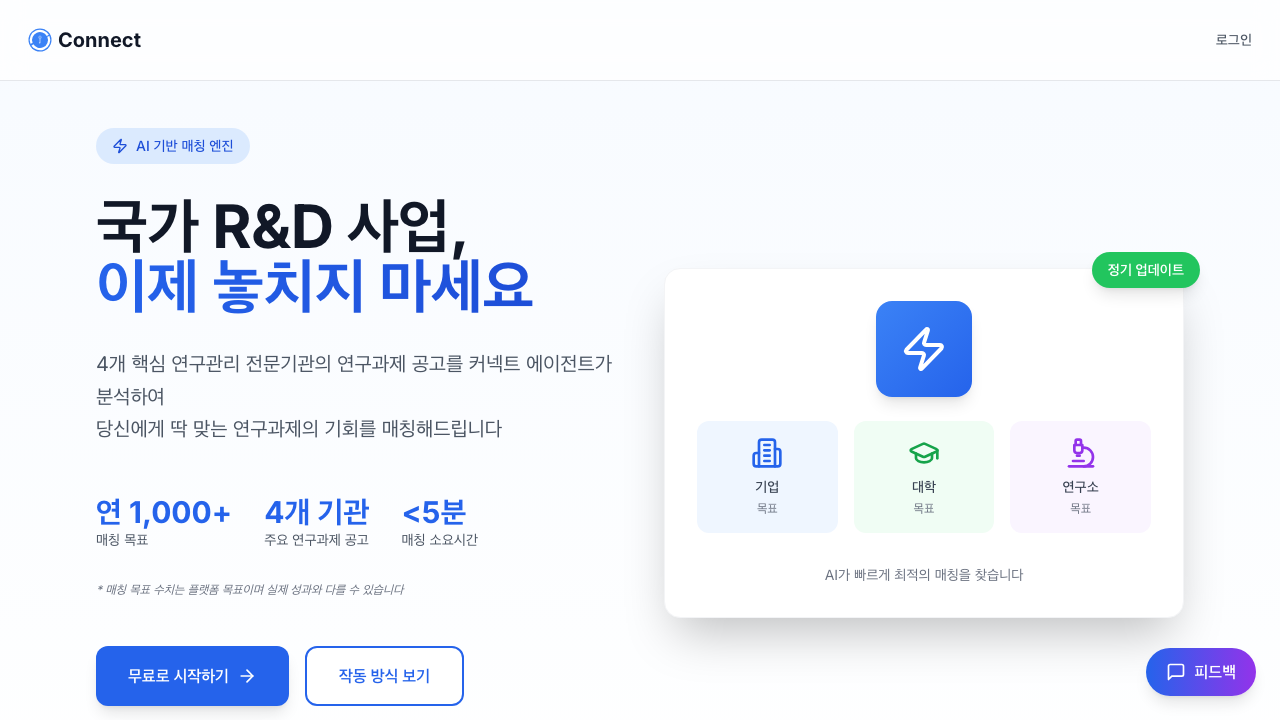 Connect
로그인
AI 기반 매칭 엔진
국가 R&D 사업,
이제 놓치지 마세요
4개 핵심 연구관리 전문기관의 연구과제 공고를 커넥트 에이전트가
분석하여
당신에게 딱 맞는 연구과제의 기회를 매칭해드립니다
연 1,000+
매칭 목표
4개 기관
주요 연구과제 공고
<5분
매칭 소요시간
* 매칭 목표 수치는 플랫폼 목표이며 실제 성과와 다를 수 있습니다
무료로 시작하기
작동 방식 보기
정기 업데이트
기업
목표
대학
목표
연구소
목표
AI가 빠르게 최적의 매칭을 찾습니다
피드백